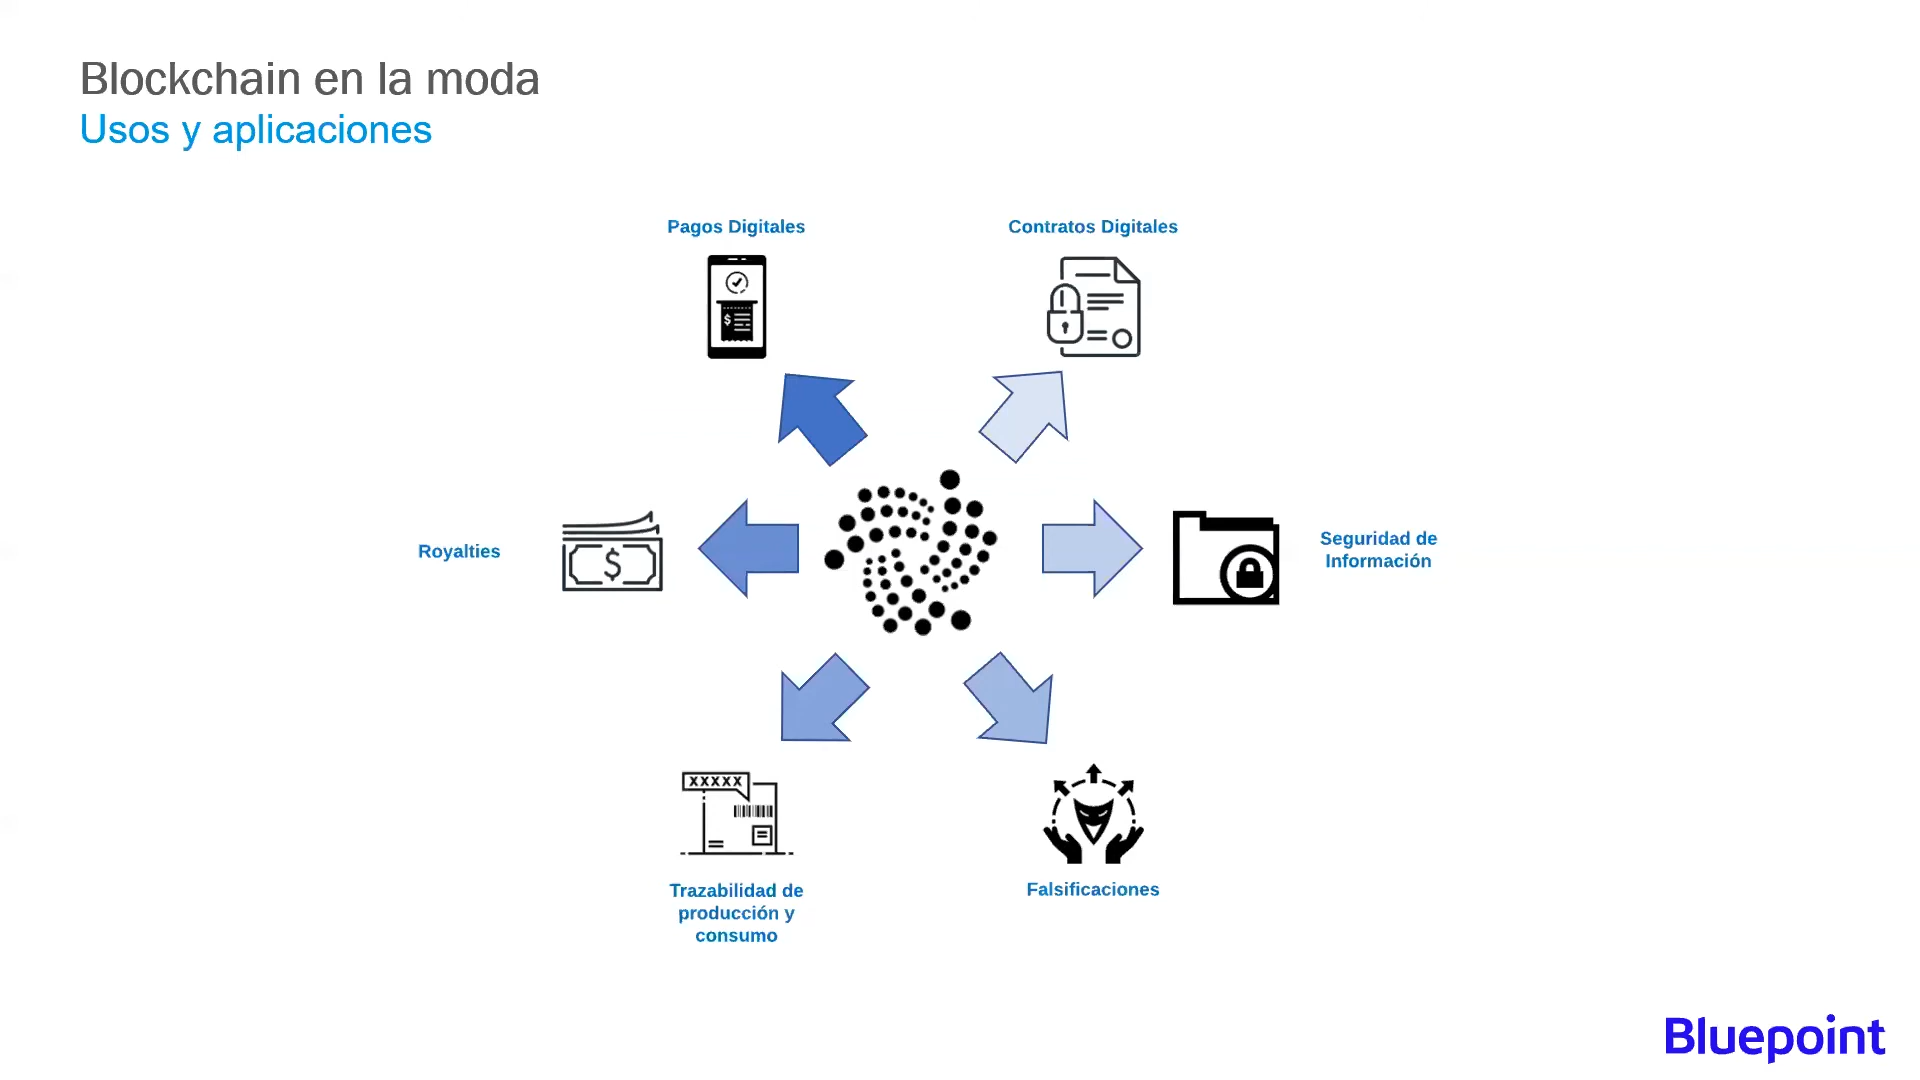 Blockchain en la moda
Usos y aplicaciones
Pagos Digitales
Contratos Digitales
$
Royalties
$
Seguridad de
Información
XXXXX
Trazabilidad de
producción y
consumo
Falsificaciones
Bluepoint